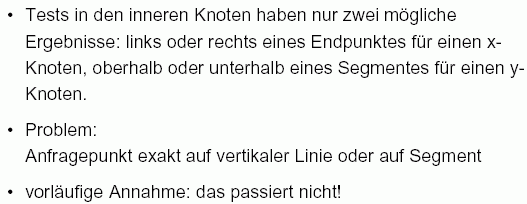 • Tests in den inneren Knoten haben nur zwei mögliche
Ergebnisse: links oder rechts eines Endpunktes für einen x-
Knoten, oberhalb oder unterhalb eines Segmentes für einen y-
Knoten.
• Problem:
Anfragepunkt exakt auf vertikaler Linie oder auf Segment
• vorläufige Annahme: das passiert nicht!